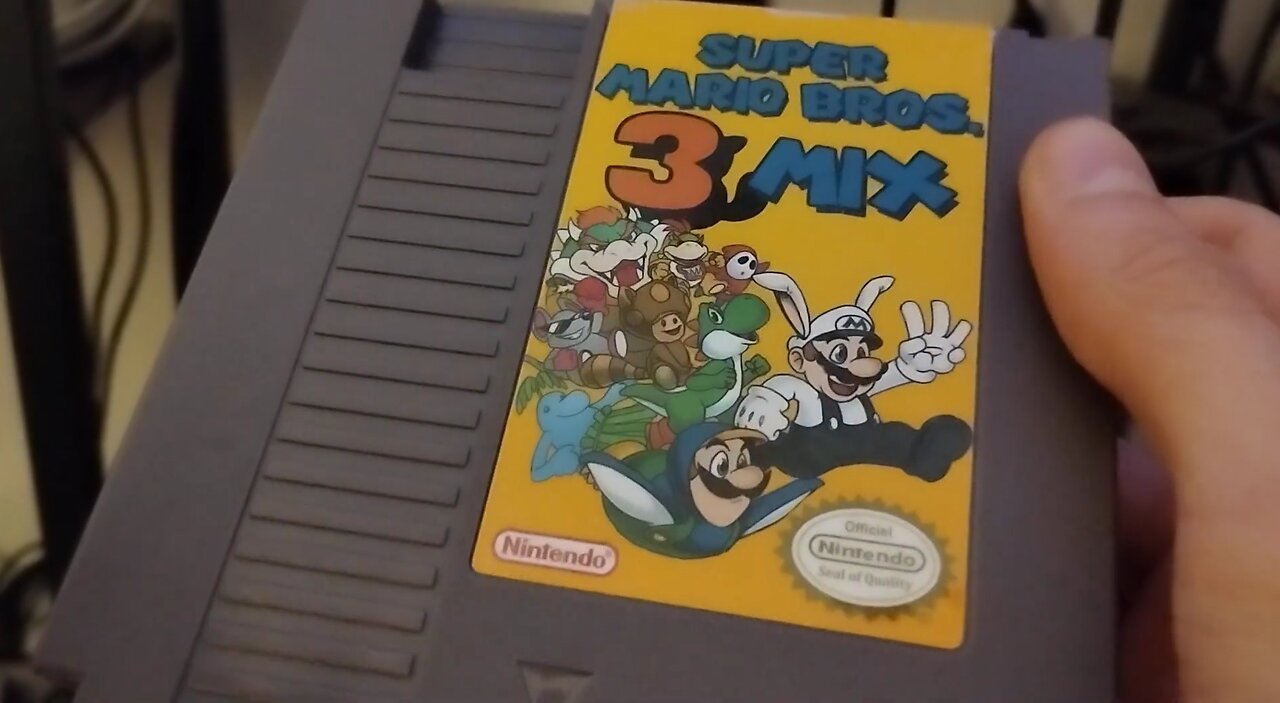 SUPER
MARIO BROS.
3 MIX
M
Nintendo®
Official
Nintendo
Seal of Quality